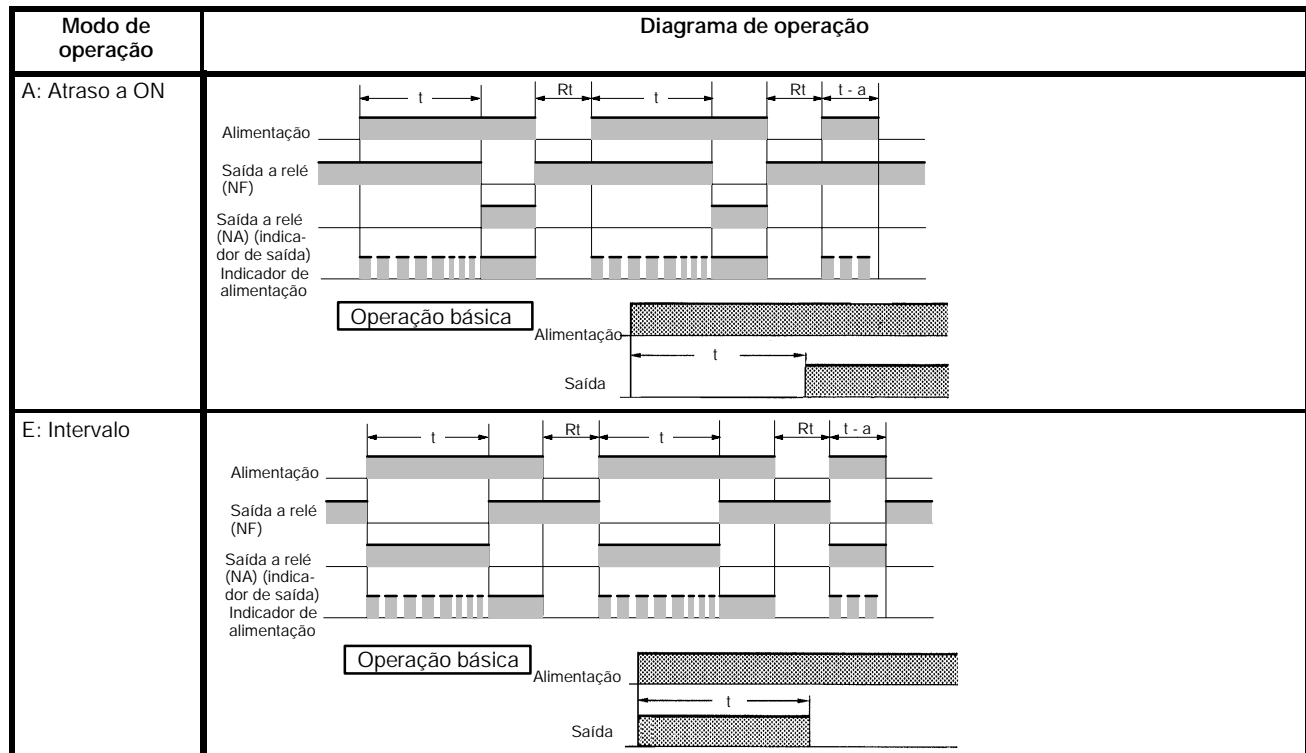 Modo de
operação
Diagrama de operação
A: Atraso a ON
t
Rt
t
Rt
t - a
Alimentação
Saída a relé
(NF)
Saída a relé
(NA) (indica-
dor de saída)
Indicador de
alimentação
Operação básica
Alimentação
t
Saída
E: Intervalo
t
Rt
t
Rt
t - a
Alimentação
Saída a relé
(NF)
Saída a relé
(NA) (indica-
dor de saída)
Indicador de
alimentação
Operação básica
Alimentação
t
Saída